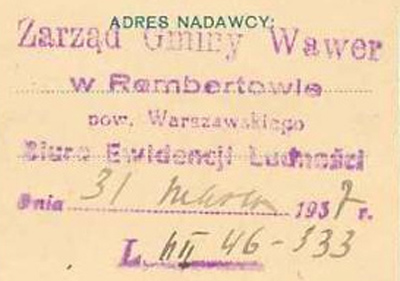 ADRES NADAWCY:
Zarząd Gminy Wawer
w Rembertowie
pow. Warszawskiego
Biuro Ewidencji Ludności
Dnia 31 marca 1937 r.
L. 46-333